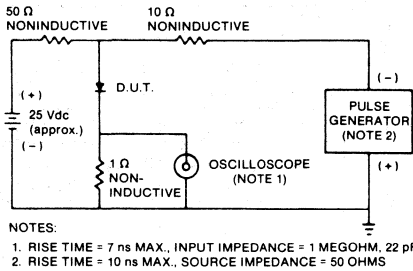 50 Ω
NONINDUCTIVE
10 Ω
NONINDUCTIVE
(+)
25 Vdc
(approx.)
(−)
D.U.T.
1 Ω
NON-
INDUCTIVE
OSCILLOSCOPE
(NOTE 1)
(−)
PULSE
GENERATOR
(NOTE 2)
(+)
NOTES:
1. RISE TIME = 7 ns MAX., INPUT IMPEDANCE = 1 MEGOHM, 22 pF
2. RISE TIME = 10 ns MAX., SOURCE IMPEDANCE = 50 OHMS